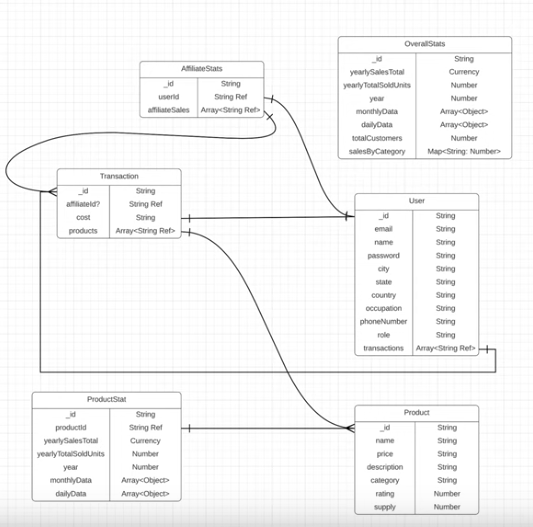 AffiliateStats
_id String
userId String Ref
affiliateSales Array<String Ref>
OverallStats
_id String
yearlySalesTotal Currency
yearlyTotalSoldUnits Number
year Number
monthlyData Array<Object>
dailyData Array<Object>
totalCustomers Number
salesByCategory Map<String: Number>
Transaction
_id String
affiliateId? String Ref
cost String
products Array<String Ref>
User
_id String
email String
name String
password String
city String
state String
country String
occupation String
phoneNumber String
role String
transactions Array<String Ref>
ProductStat
_id String
productId String Ref
yearlySalesTotal Currency
yearlyTotalSoldUnits Number
year Number
monthlyData Array<Object>
dailyData Array<Object>
Product
_id String
name String
price String
description String
category String
rating Number
supply Number